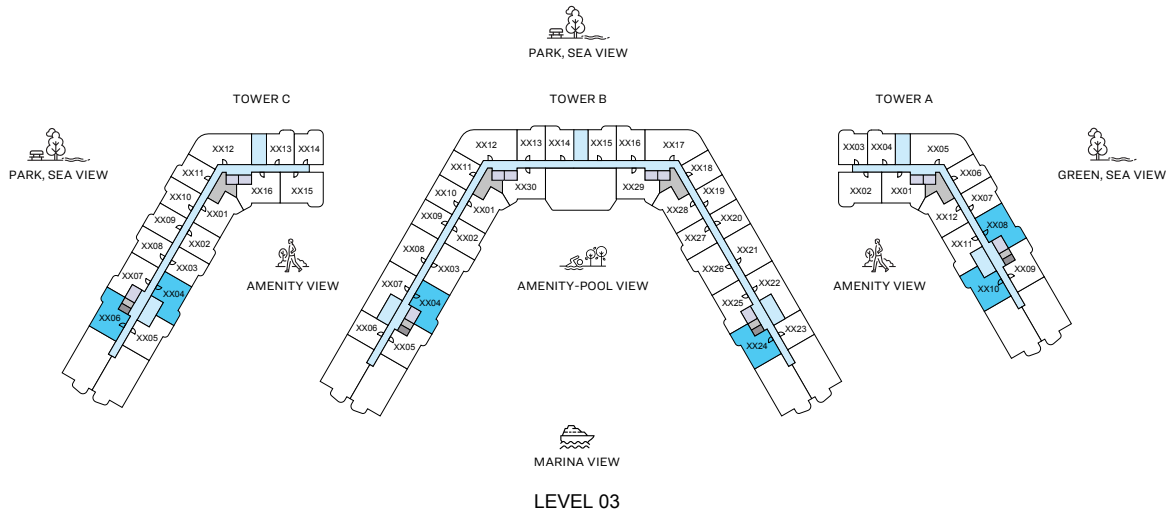 PARK, SEA VIEW
TOWER C
TOWER B
TOWER A
PARK, SEA VIEW
GREEN, SEA VIEW
XX12
XX13
XX14
XX11
XX16
XX15
XX10
XX01
XX09
XX02
XX08
XX03
XX07
XX04
XX06
XX05
AMENITY VIEW
XX12
XX13
XX14
XX15
XX16
XX17
XX11
XX30
XX29
XX18
XX10
XX01
XX28
XX19
XX09
XX02
XX27
XX20
XX08
XX03
XX26
XX21
XX07
XX04
XX25
XX22
XX06
XX05
XX24
XX23
AMENITY-POOL VIEW
AMENITY VIEW
XX03
XX04
XX05
XX02
XX01
XX06
XX12
XX07
XX11
XX08
XX10
XX09
MARINA VIEW
LEVEL 03